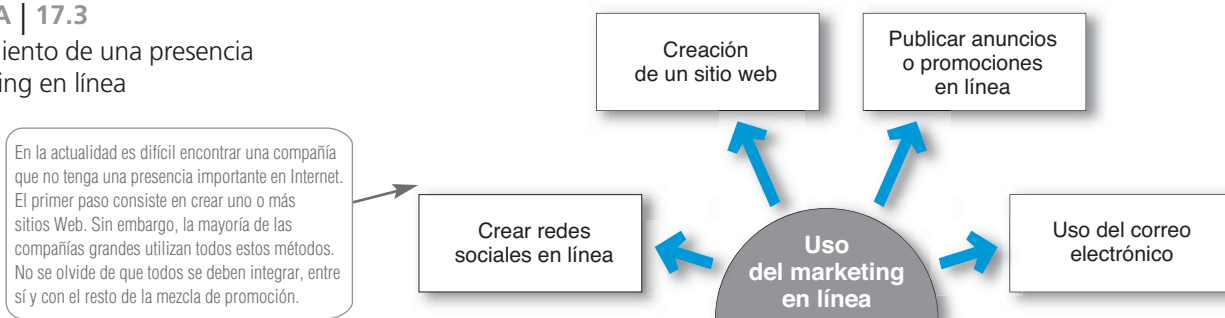 17.3
de una presencia
en línea
En la actualidad es difícil encontrar una compañía
que no tenga una presencia importante en Internet.
El primer paso consiste en crear uno o más
sitios Web. Sin embargo, la mayoría de las
compañías grandes utilizan todos estos métodos.
No se olvide de que todos se deben integrar, entre
sí y con el resto de la mezcla de promoción.
Creación
de un sitio web
Publicar anuncios
o promociones
en línea
Crear redes
sociales en línea
Uso del correo
electrónico
Uso
del marketing
en línea